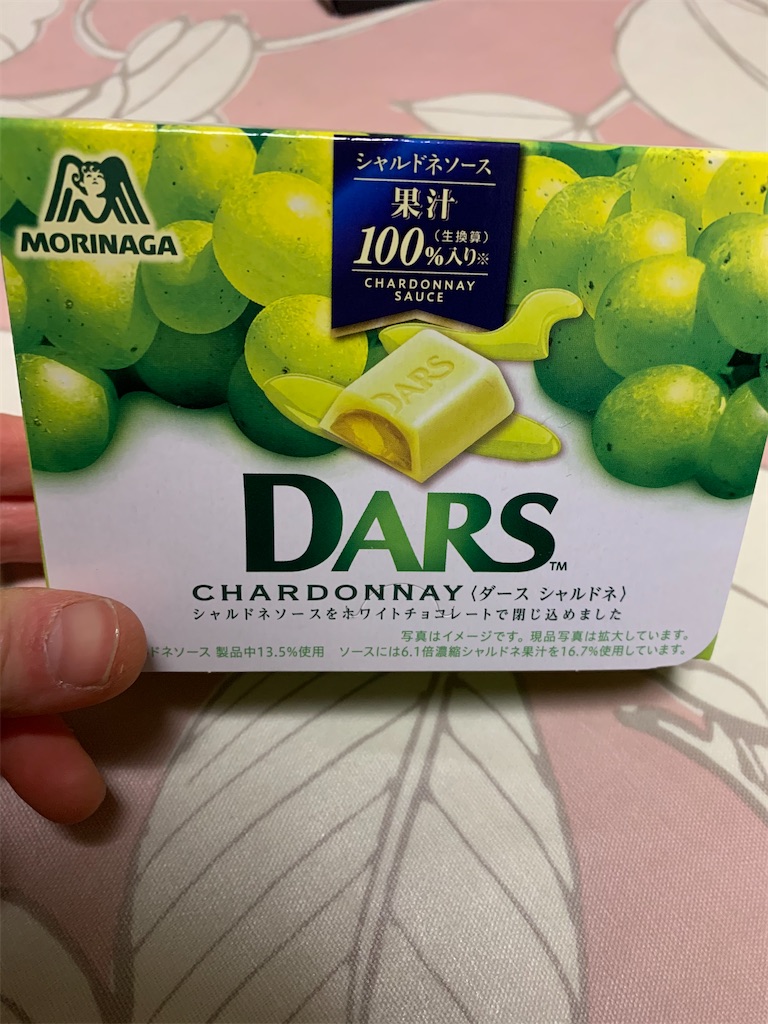 MORINAGA
シャルドネソース
果汁
(生換算)
100%入り※
CHARDONNAY
SAUCE
DARS
DARS™
CHARDONNAY〈ダース シャルドネ〉
シャルドネソースをホワイトチョコレートで閉じ込めました
写真はイメージです。現品写真は拡大しています。
ドネソース 製品中13.5%使用 ソースには6.1倍濃縮シャルドネ果汁を16.7%使用しています。